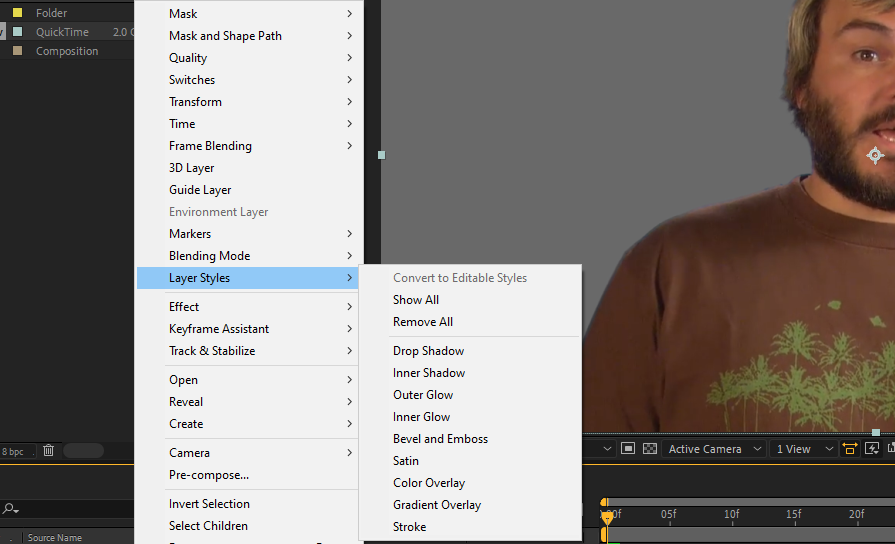 Folder
QuickTime 2.0
Composition
Mask
Mask and Shape Path
Quality
Switches
Transform
Time
Frame Blending
3D Layer
Guide Layer
Environment Layer
Markers
Blending Mode
Layer Styles
Effect
Keyframe Assistant
Track & Stabilize
Open
Reveal
Create
Camera
Pre-compose...
Invert Selection
Select Children
Convert to Editable Styles
Show All
Remove All
Drop Shadow
Inner Shadow
Outer Glow
Inner Glow
Bevel and Emboss
Satin
Color Overlay
Gradient Overlay
Stroke
8 bpc
Active Camera
1 View
05f
10f
15f
20f
Source Name